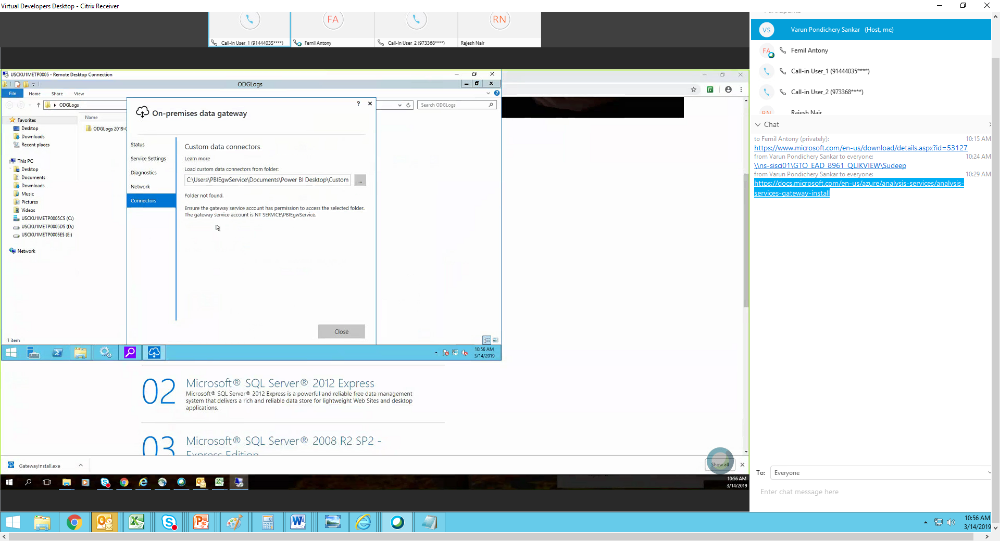 Virtual Developers Desktop - Citrix Receiver
FA
RN
Call-in User_1 (91444035****)
Femil Antony
Call-in User_2 (973368****)
Rajesh Nair
USCKU1METP0005 - Remote Desktop Connection
ODGLogs
File
Home
Share
View
ODGLogs
Search ODGLogs
Favorites
Desktop
Downloads
Recent places
This PC
Desktop
Documents
Downloads
Music
Pictures
Videos
USCKU1METP0005C$ (C:)
USCKU1METP0005D$ (D:)
USCKU1METP0005E$ (E:)
Network
1 item
Name
ODGLogs 2019-0
On-premises data gateway
Status
Service Settings
Diagnostics
Network
Connectors
Custom data connectors
Learn more
Load custom data connectors from folder:
C:\Users\PBIEgwService\Documents\Power BI Desktop\Custom
...
Folder not found.
Ensure the gateway service account has permission to access the selected folder.
The gateway service account is NT SERVICE\PBIEgwService.
Close
10:56 AM
3/14/2019
02
Microsoft® SQL Server® 2012 Express
Microsoft® SQL Server® 2012 Express is a powerful and reliable free data management
system that delivers a rich and reliable data store for lightweight Web Sites and desktop
applications.
03
Microsoft® SQL Server® 2008 R2 SP2 -
Express Edition
GatewayInstall.exe
Show all
10:56 AM
3/14/2019
Participants
VS
Varun Pondichery Sankar (Host, me)
FA
Femil Antony
Call-in User_1 (91444035****)
Call-in User_2 (973368****)
RN
Rajesh Nair
Chat
to Femil Antony (privately):
10:15 AM
https://www.microsoft.com/en-us/download/details.aspx?id=53127
from Varun Pondichery Sankar to everyone:
10:24 AM
\\ns-sisci01\GTO_EAD_8961_QLIKVIEW\Sudeep
from Varun Pondichery Sankar to everyone:
10:29 AM
https://docs.microsoft.com/en-us/azure/analysis-services/analysis-
services-gateway-install
To:
Everyone
Enter chat message here
10:56 AM
3/14/2019